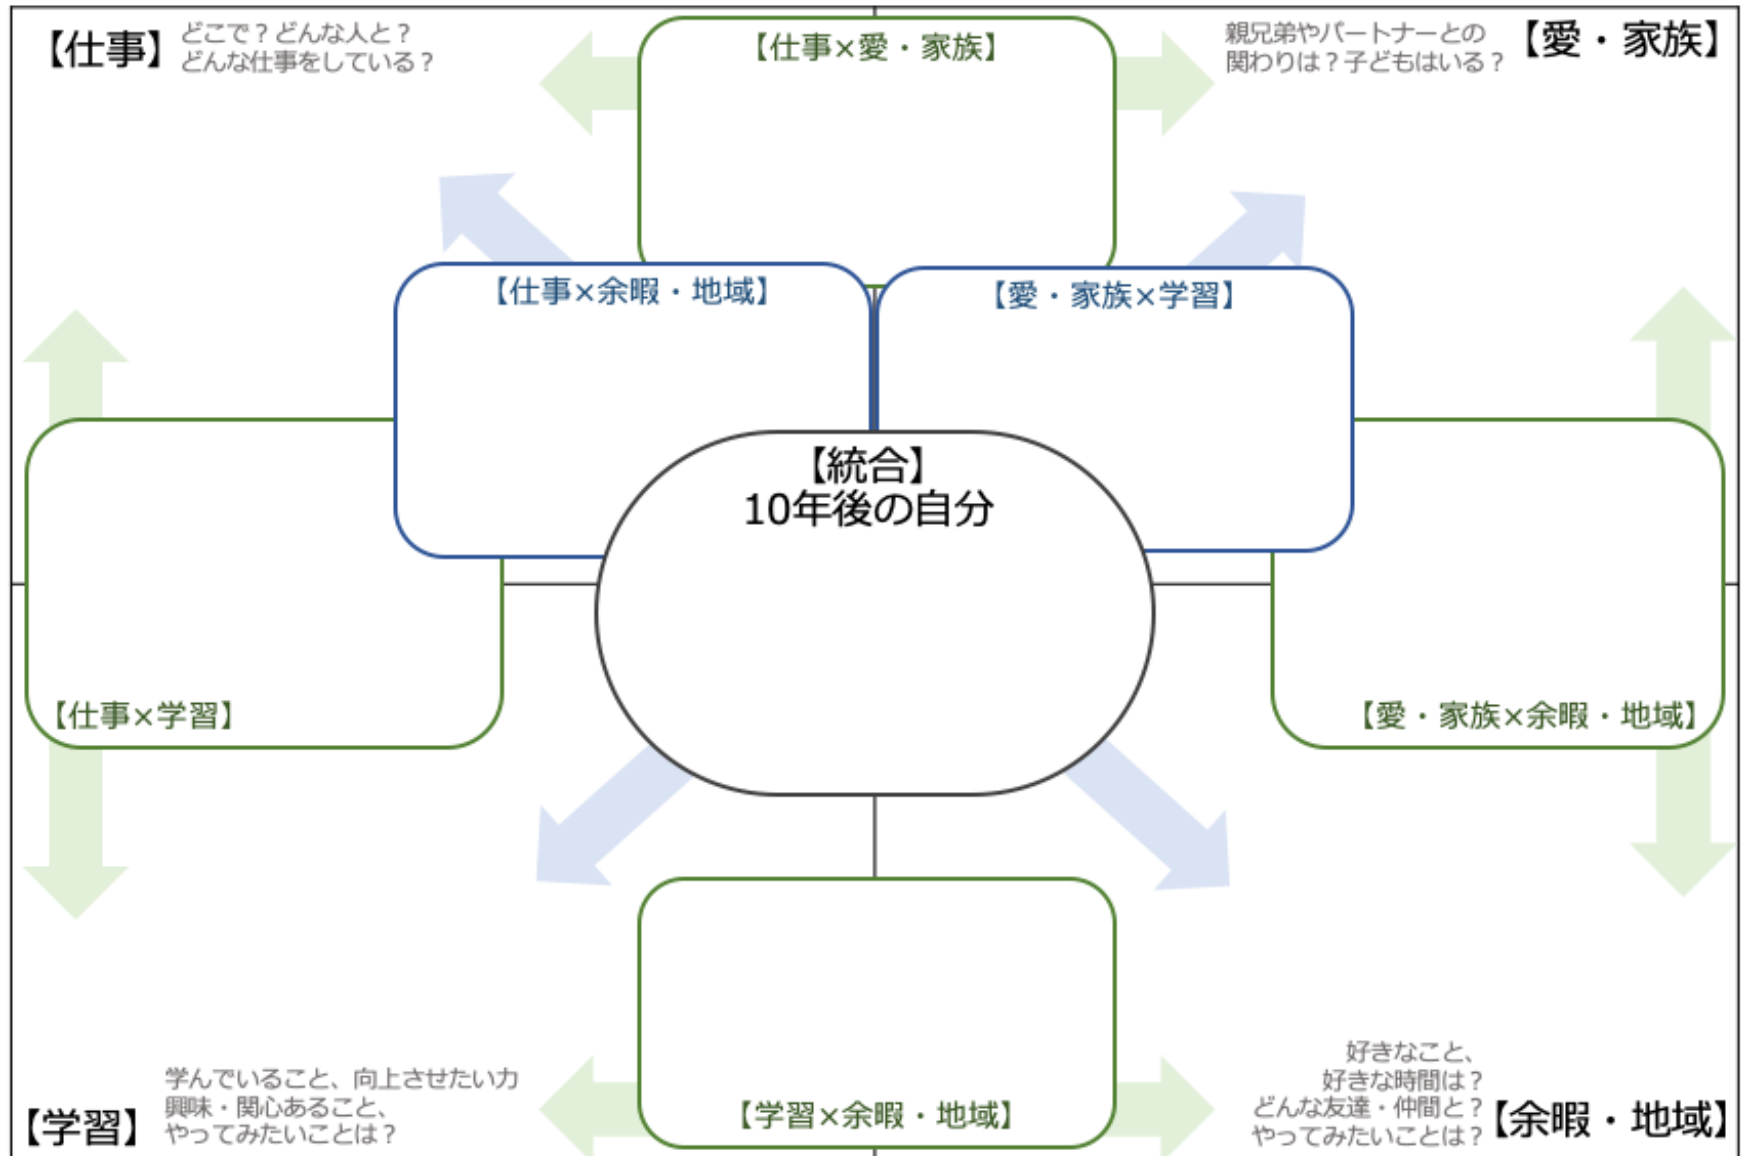 【仕事】
どこで？どんな人と？
どんな仕事をしている？
【仕事×愛・家族】
親兄弟やパートナーとの
関わりは？子どもはいる？
【愛・家族】
【仕事×余暇・地域】
【愛・家族×学習】
【統合】
10年後の自分
【仕事×学習】
【愛・家族×余暇・地域】
【学習】
学んでいること、向上させたい力
興味・関心あること、
やってみたいことは？
【学習×余暇・地域】
好きなこと、
好きな時間は？
どんな友達・仲間と？
やってみたいことは？
【余暇・地域】